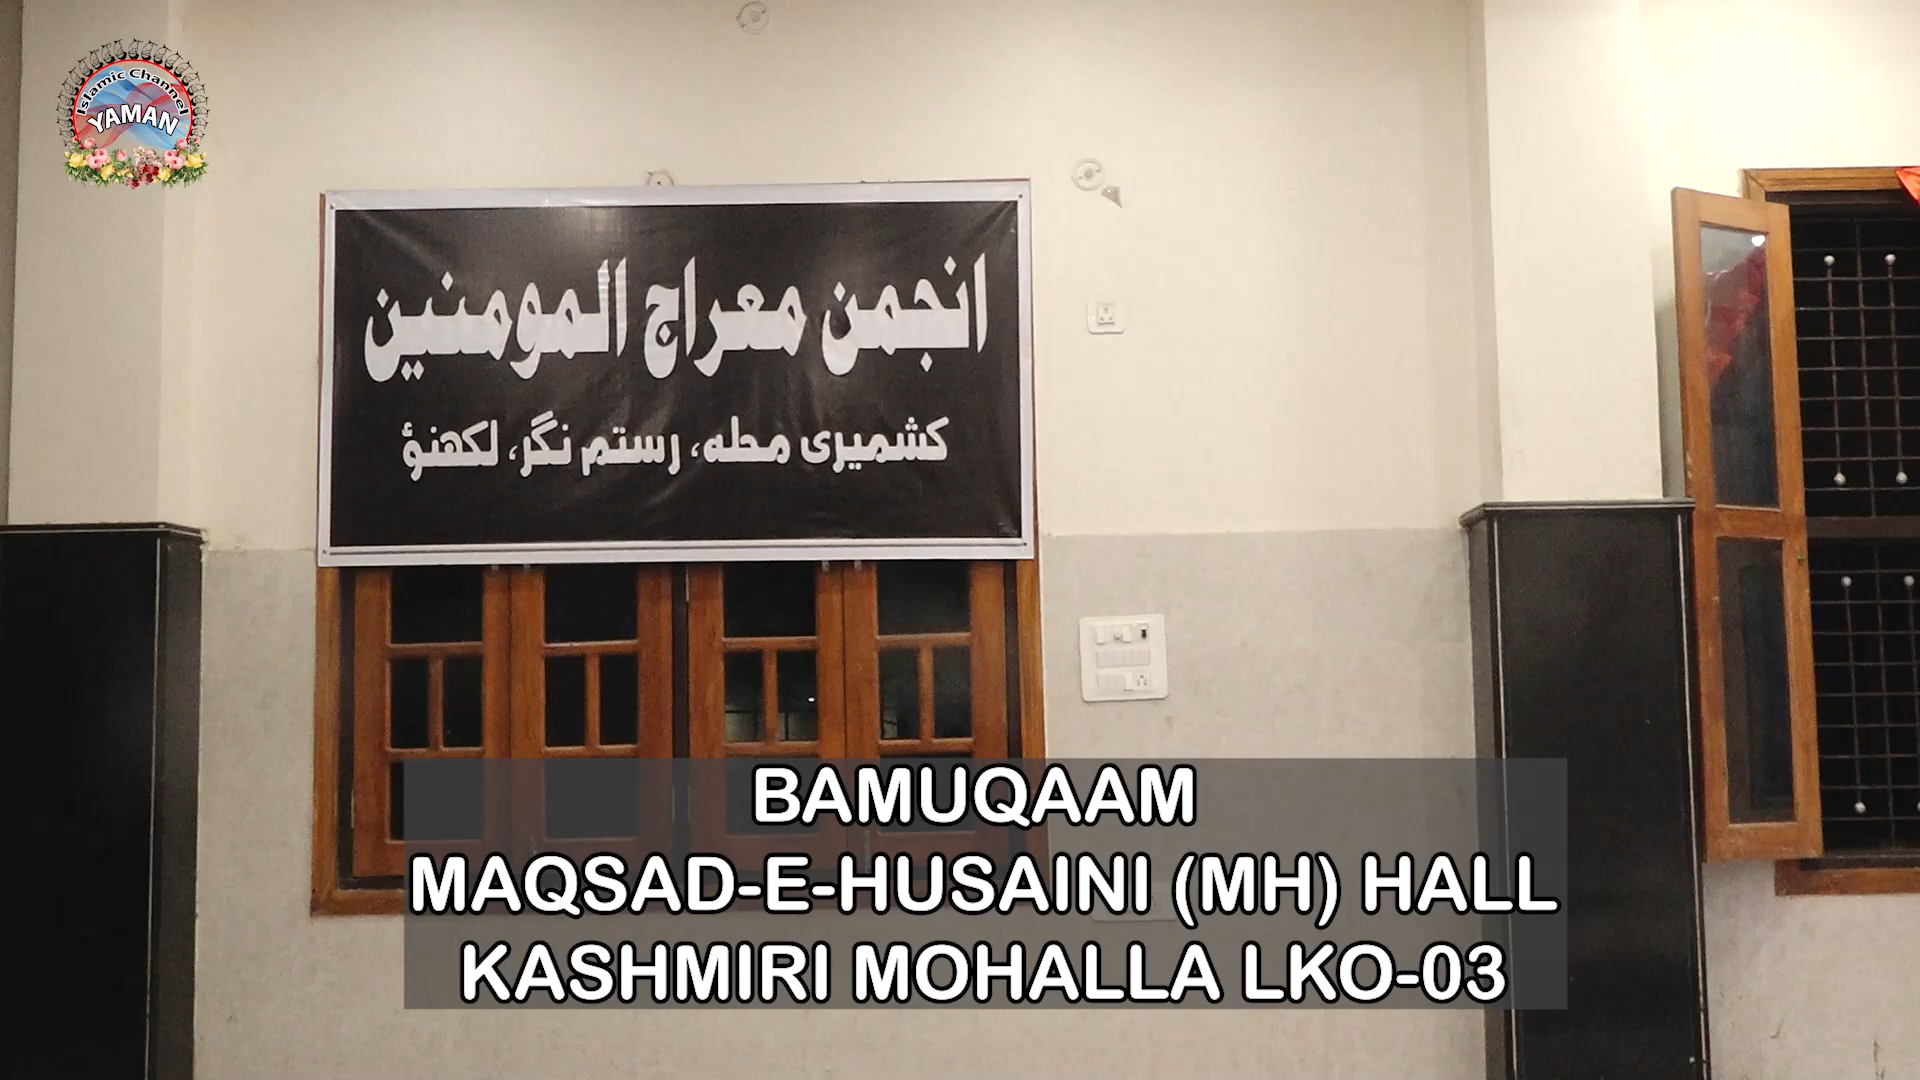 Islamic Channel
YAMAN
انجمن معراج المومنین
کشمیری محلہ، رستم نگر، لکھنؤ
BAMUQAAM
MAQSAD-E-HUSAINI (MH) HALL
KASHMIRI MOHALLA LKO-03